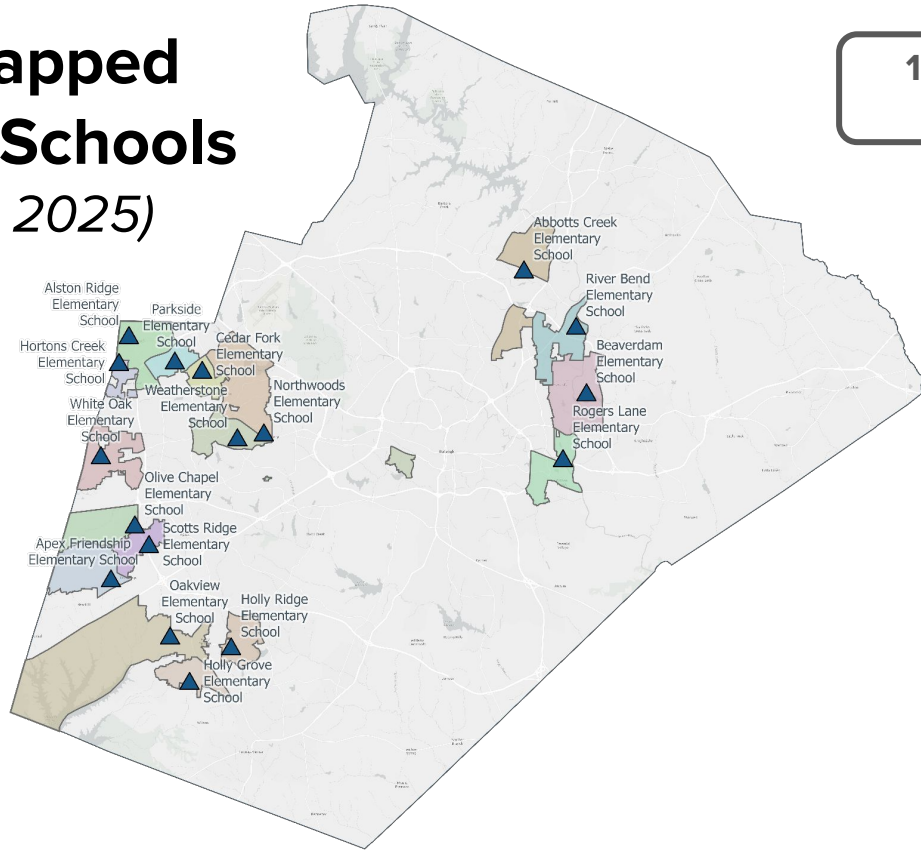 apped
Schools
2025)
1
Abbotts Creek
Elementary
School
River Bend
Elementary
School
Alston Ridge
Elementary
School
Parkside
Elementary
School
Cedar Fork
Elementary
School
Hortons Creek
Elementary
School
Beaverdam
Elementary
School
Northwoods
Elementary
School
Weatherstone
Elementary
School
White Oak
Elementary
School
Rogers Lane
Elementary
School
Olive Chapel
Elementary
School
Scotts Ridge
Elementary
School
Apex Friendship
Elementary School
Oakview
Elementary
School
Holly Ridge
Elementary
School
Holly Grove
Elementary
School